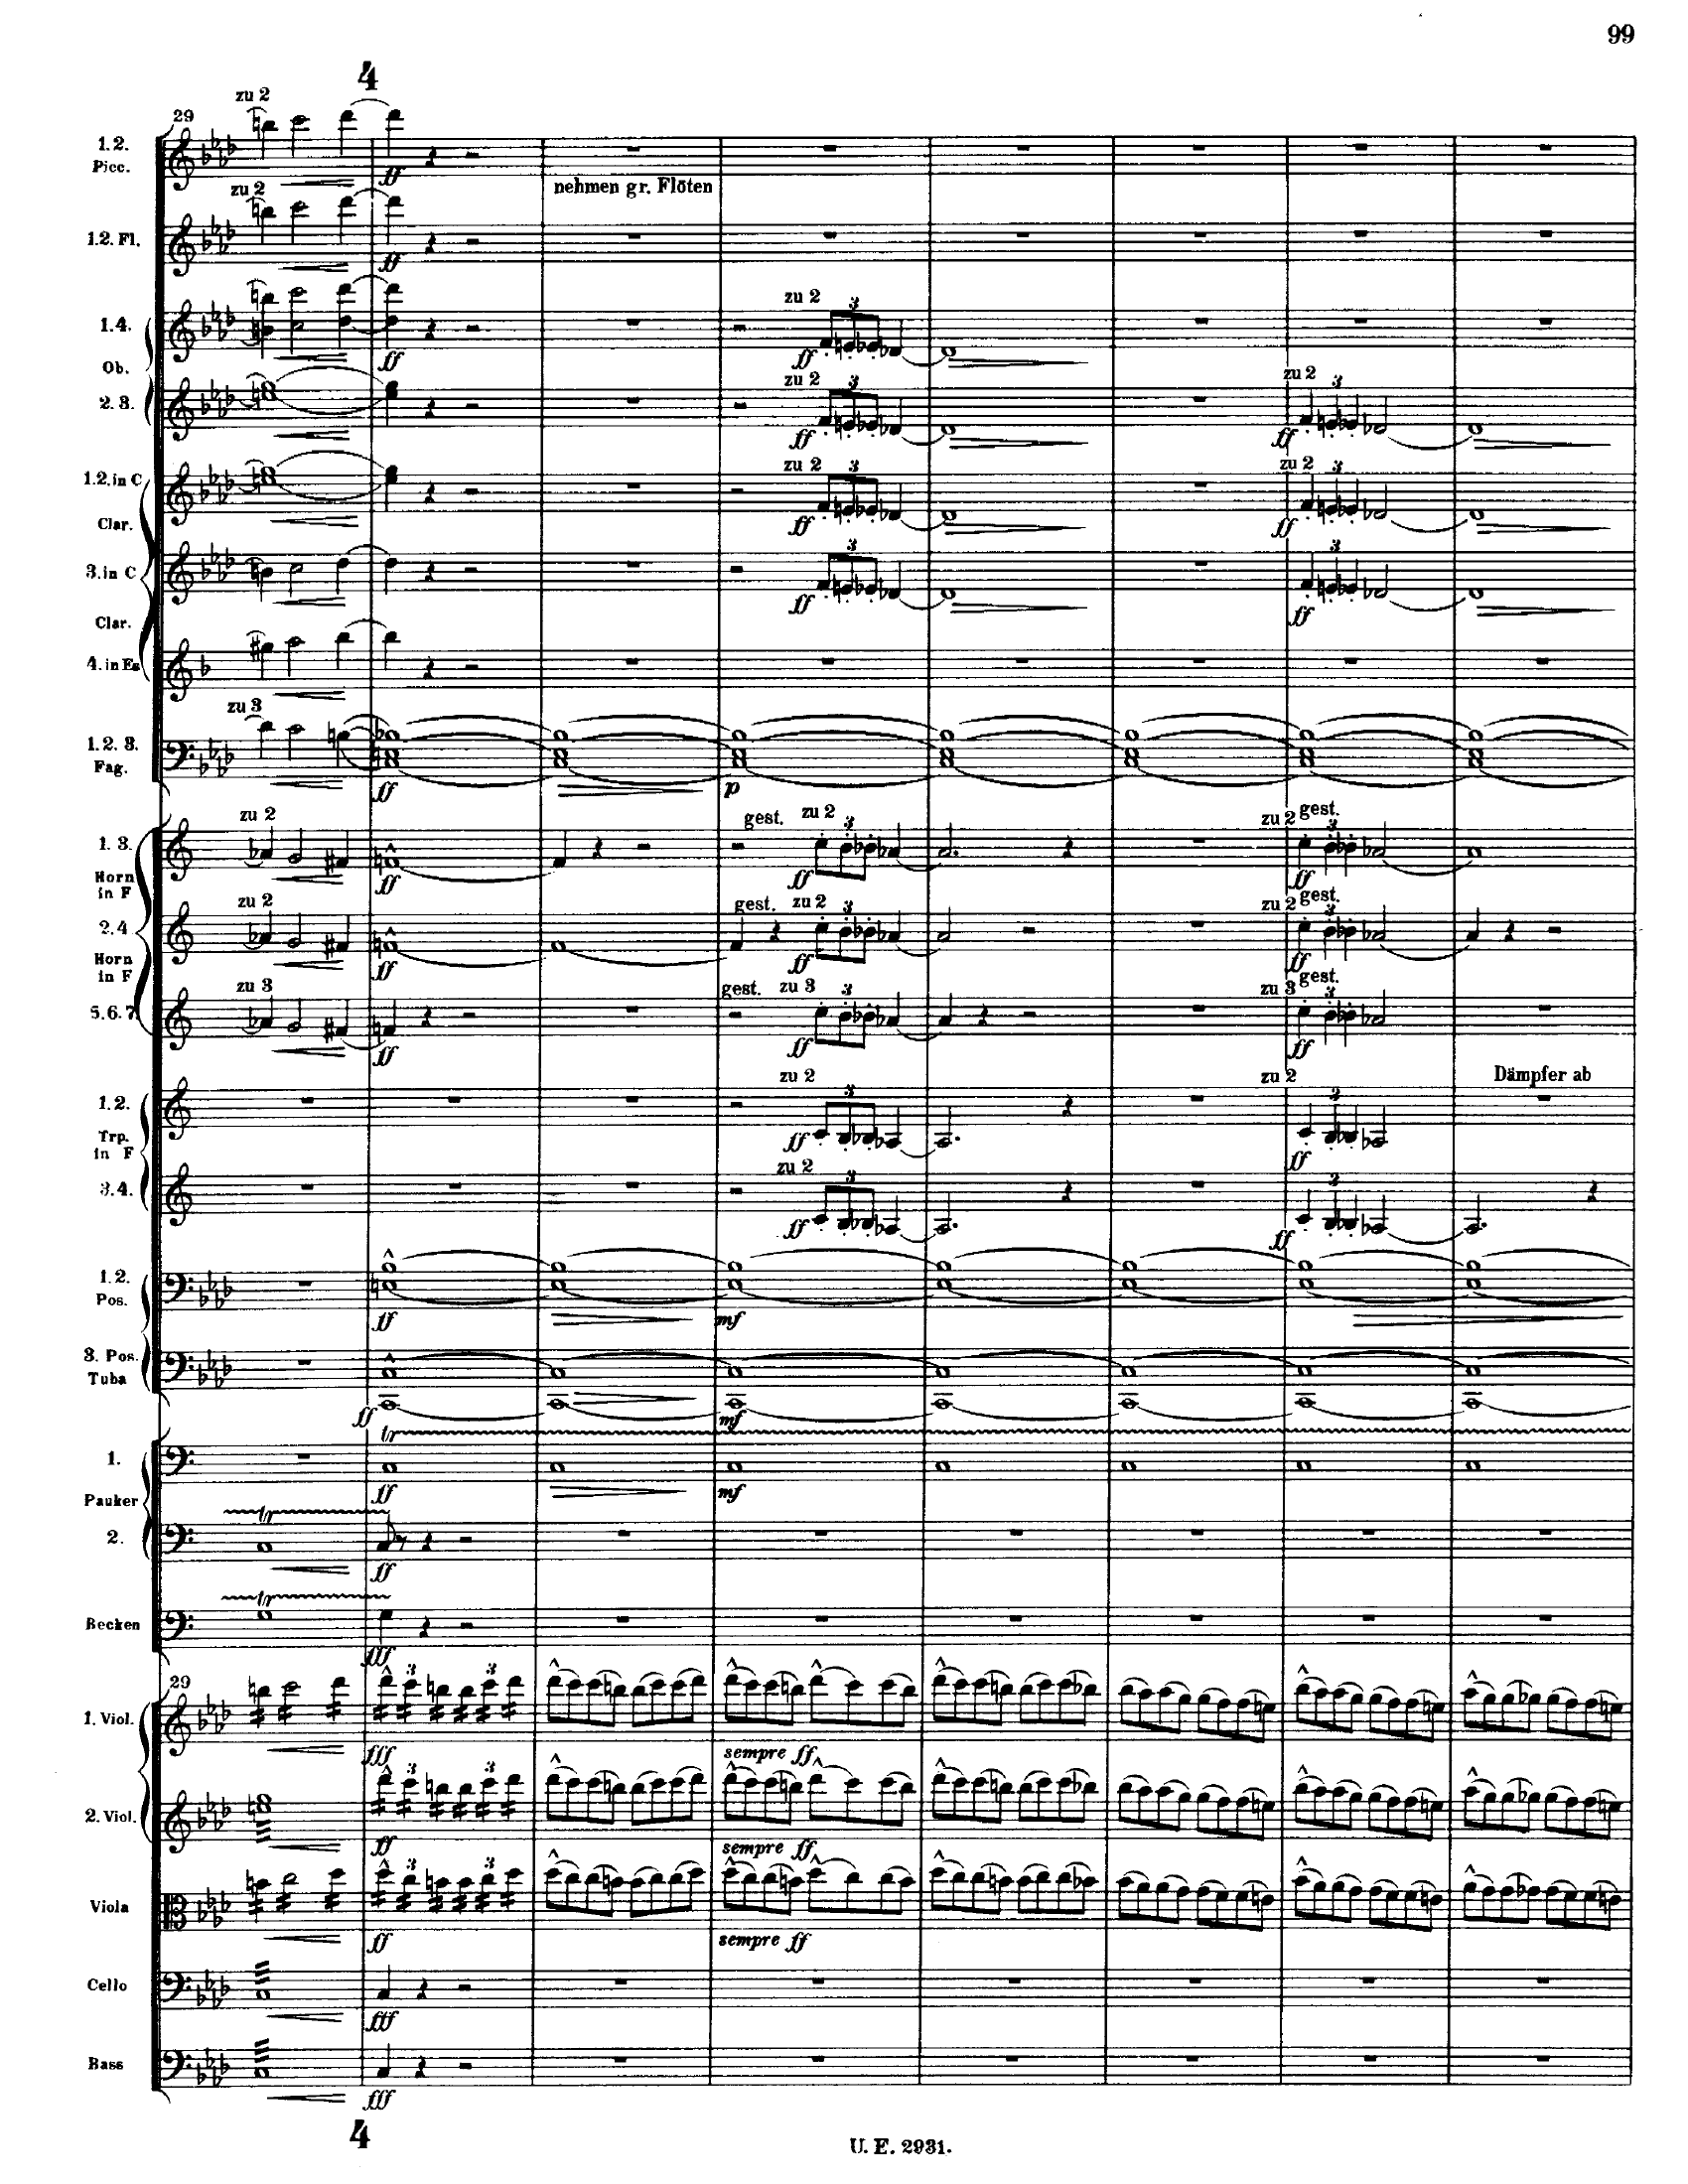 99
4
zu 2
29
1.2.
Picc.
ff
nehmen gr. Flöten
zu 2
1.2. Fl.
ff
zu 2
3
1.4.
ff
ff
Ob.
zu 2
3
zu 2
3
2. 3.
ff
ff
1.2. in C
zu 2
3
zu 2
3
Clar.
ff
ff
3. in C
3
3
ff
ff
Clar.
4. in Es
zu 3
1. 2. 3.
Fag.
ff
p
zu 2
gest.
zu 2
3
zu 2
gest.
3
1. 3.
Horn
in F
ff
ff
ff
zu 2
gest.
zu 2
3
zu 2
gest.
3
2. 4
Horn
in F
ff
ff
ff
zu 3
gest.
zu 3
3
zu 3
gest.
3
5. 6. 7.
ff
ff
ff
zu 2
3
zu 2
Dämpfer ab
1.2.
Trp.
in F
ff
ff
zu 2
3
3.4.
ff
ff
1.2.
Pos.
ff
mf
3. Pos.
Tuba
ff
mf
tr
1.
ff
mf
Pauker
tr
2.
ff
tr
Becken
fff
29
3
3
1. Viol.
fff
sempre ff
3
3
2. Viol.
ff
sempre ff
3
3
Viola
ff
sempre ff
Cello
fff
Bass
fff
4
U. E. 2931.